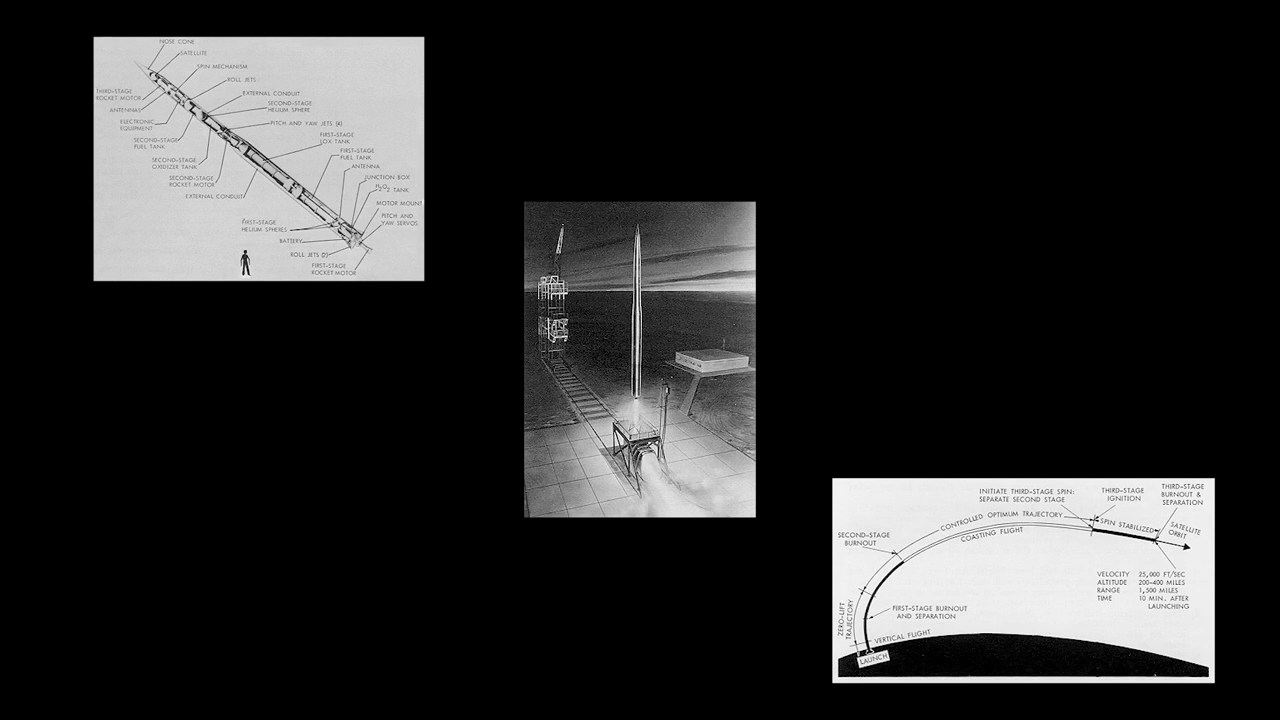 NOSE CONE
SATELLITE
SPIN MECHANISM
ROLL JETS
THIRD-STAGE
ROCKET MOTOR
EXTERNAL CONDUIT
ANTENNAS
SECOND-STAGE
HELIUM SPHERE
ELECTRONIC
EQUIPMENT
PITCH AND YAW JETS (4)
SECOND-STAGE
FUEL TANK
FIRST-STAGE
LOX TANK
FIRST-STAGE
FUEL TANK
SECOND-STAGE
OXIDIZER TANK
ANTENNA
SECOND-STAGE
ROCKET MOTOR
JUNCTION BOX
H2O2 TANK
EXTERNAL CONDUIT
MOTOR MOUNT
PITCH AND
YAW SERVOS
FIRST-STAGE
HELIUM SPHERES
BATTERY
ROLL JETS (2)
FIRST-STAGE
ROCKET MOTOR
INITIATE THIRD-STAGE SPIN:
SEPARATE SECOND STAGE
THIRD-STAGE
IGNITION
THIRD-STAGE
BURNOUT &
SEPARATION
CONTROLLED OPTIMUM TRAJECTORY
SPIN STABILIZED
SATELLITE
ORBIT
COASTING FLIGHT
SECOND-STAGE
BURNOUT
VELOCITY 25,000 FT/SEC
ALTITUDE 200-400 MILES
RANGE 1,500 MILES
TIME 10 MIN. AFTER
LAUNCHING
ZERO-LIFT
TRAJECTORY
FIRST-STAGE BURNOUT
AND SEPARATION
VERTICAL FLIGHT
LAUNCH